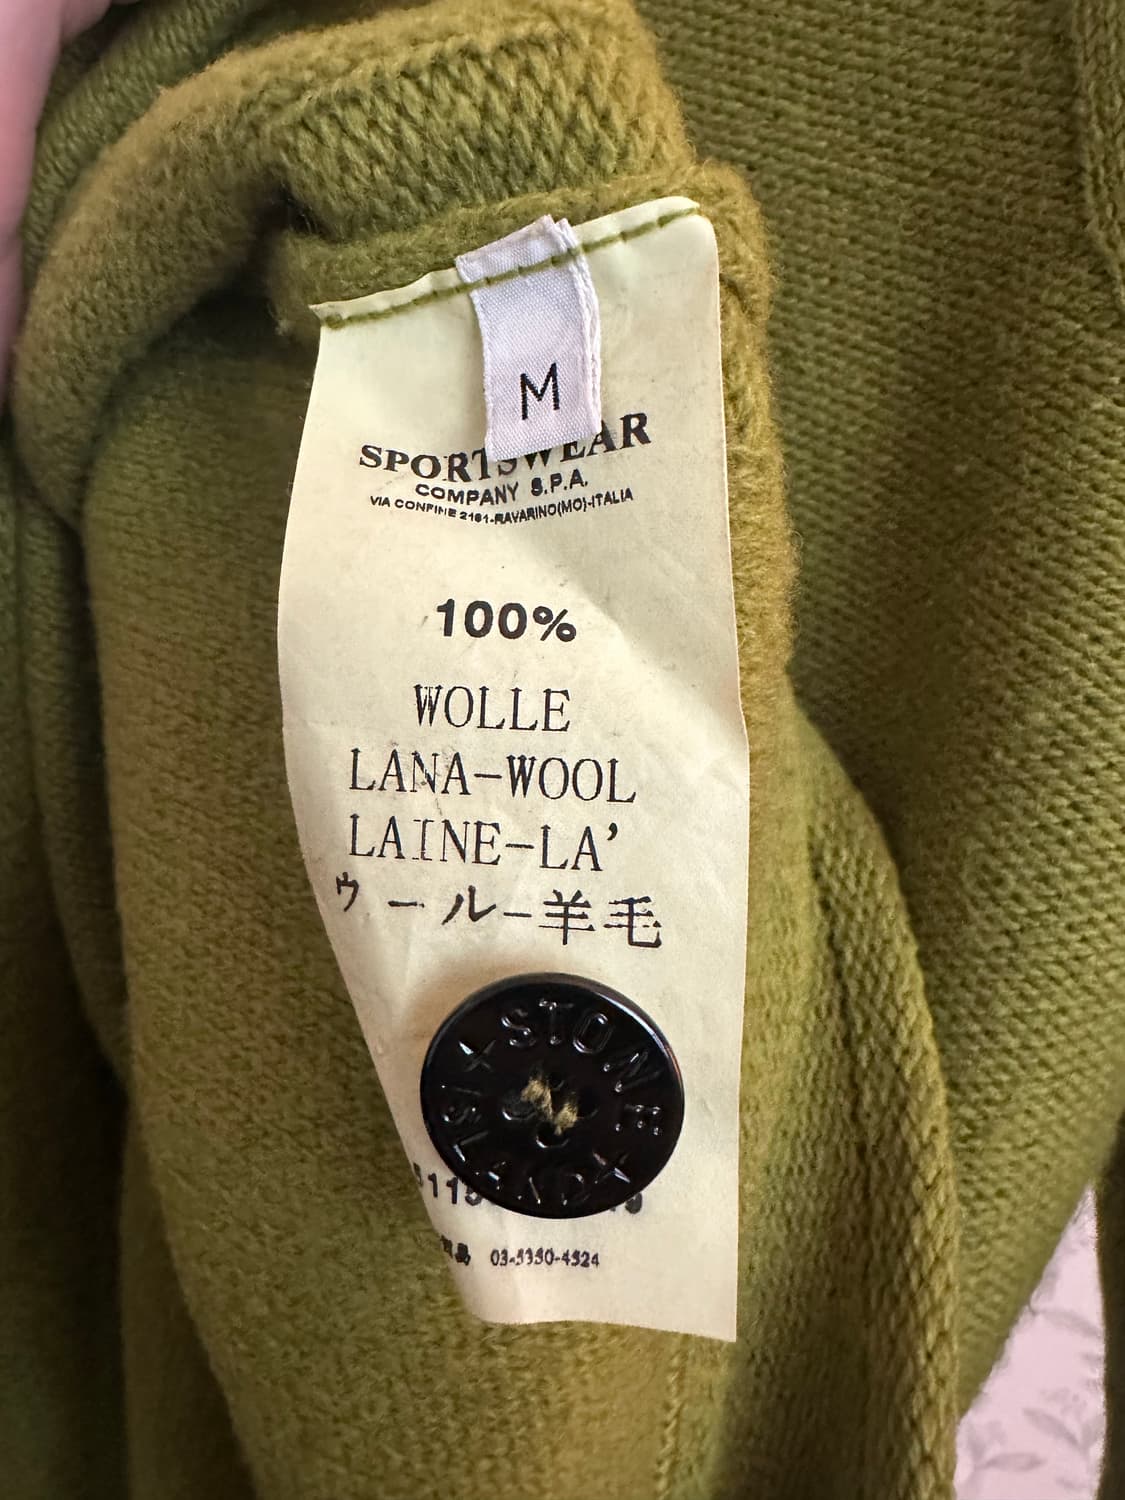 M
SPORTSWEAR
COMPANY S.P.A.
VIA CONFINE 2161-RAVARINO(MO)-ITALIA
100%
WOLLE
LANA-WOOL
LAINE-LA'
ウール-羊毛
STONE
ISLAND
03-5350-4524